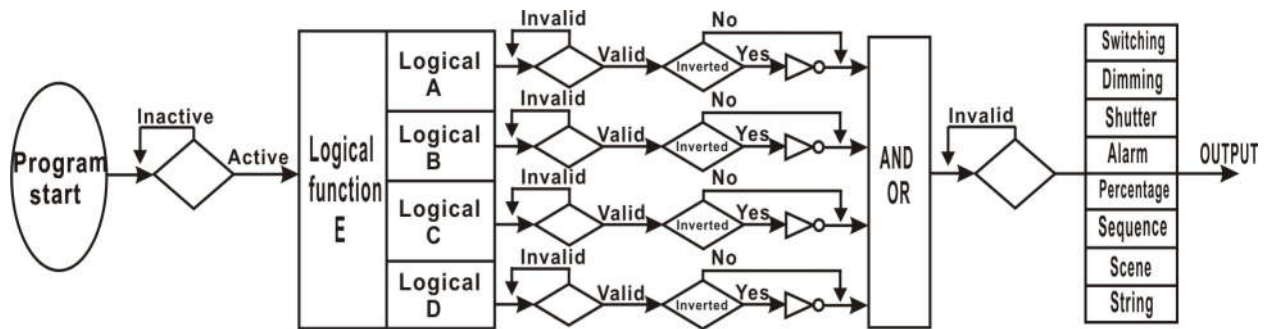 Program
start
Inactive
Active
Logical
function
E
Logical
A
Invalid
Valid
Inverted
No
Yes
Logical
B
Invalid
Valid
Inverted
No
Yes
Logical
C
Invalid
Valid
Inverted
No
Yes
Logical
D
Invalid
Valid
Inverted
No
Yes
AND
OR
Invalid
Switching
Dimming
Shutter
Alarm
Percentage
Sequence
Scene
String
OUTPUT